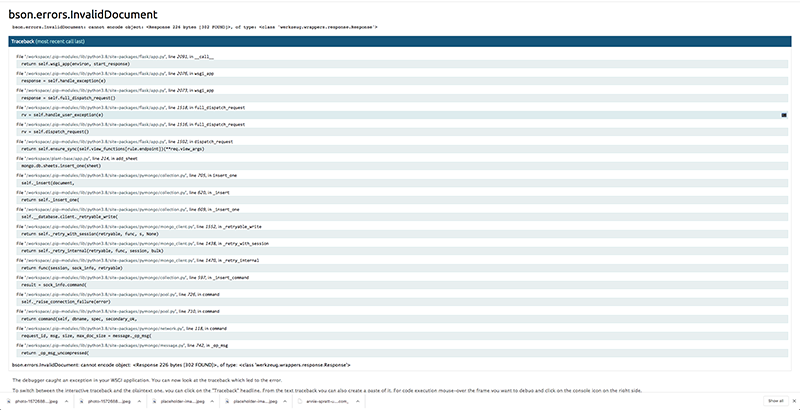 bson.errors.InvalidDocument
bson.errors.InvalidDocument: cannot encode object: <Response 226 bytes [302 FOUND]>, of type: <class 'werkzeug.wrappers.response.Response'>
Traceback (most recent call last)
File "/workspace/.pip-modules/lib/python3.8/site-packages/flask/app.py", line 2091, in __call__
return self.wsgi_app(environ, start_response)
File "/workspace/.pip-modules/lib/python3.8/site-packages/flask/app.py", line 2076, in wsgi_app
response = self.handle_exception(e)
File "/workspace/.pip-modules/lib/python3.8/site-packages/flask/app.py", line 2073, in wsgi_app
response = self.full_dispatch_request()
File "/workspace/.pip-modules/lib/python3.8/site-packages/flask/app.py", line 1518, in full_dispatch_request
rv = self.handle_user_exception(e)
File "/workspace/.pip-modules/lib/python3.8/site-packages/flask/app.py", line 1516, in full_dispatch_request
rv = self.dispatch_request()
File "/workspace/.pip-modules/lib/python3.8/site-packages/flask/app.py", line 1502, in dispatch_request
return self.ensure_sync(self.view_functions[rule.endpoint])(**req.view_args)
File "/workspace/plant-base/app.py", line 214, in add_sheet
mongo.db.sheets.insert_one(sheet)
File "/workspace/.pip-modules/lib/python3.8/site-packages/pymongo/collection.py", line 705, in insert_one
self._insert(document,
File "/workspace/.pip-modules/lib/python3.8/site-packages/pymongo/collection.py", line 620, in _insert
return self._insert_one(
File "/workspace/.pip-modules/lib/python3.8/site-packages/pymongo/collection.py", line 609, in _insert_one
self.__database.client._retryable_write(
File "/workspace/.pip-modules/lib/python3.8/site-packages/pymongo/mongo_client.py", line 1552, in _retryable_write
return self._retry_with_session(retryable, func, s, None)
File "/workspace/.pip-modules/lib/python3.8/site-packages/pymongo/mongo_client.py", line 1438, in _retry_with_session
return self._retry_internal(retryable, func, session, bulk)
File "/workspace/.pip-modules/lib/python3.8/site-packages/pymongo/mongo_client.py", line 1470, in _retry_internal
return func(session, sock_info, retryable)
File "/workspace/.pip-modules/lib/python3.8/site-packages/pymongo/collection.py", line 597, in _insert_command
result = sock_info.command(
File "/workspace/.pip-modules/lib/python3.8/site-packages/pymongo/pool.py", line 726, in command
self._raise_connection_failure(error)
File "/workspace/.pip-modules/lib/python3.8/site-packages/pymongo/pool.py", line 710, in command
return command(self, dbname, spec, secondary_ok,
File "/workspace/.pip-modules/lib/python3.8/site-packages/pymongo/network.py", line 118, in command
request_id, msg, size, max_doc_size = message._op_msg(
File "/workspace/.pip-modules/lib/python3.8/site-packages/pymongo/message.py", line 742, in _op_msg
return _op_msg_uncompressed(
bson.errors.InvalidDocument: cannot encode object: <Response 226 bytes [302 FOUND]>, of type: <class 'werkzeug.wrappers.response.Response'>
The debugger caught an exception in your WSGI application. You can now look at the traceback which led to the error.
To switch between the interactive traceback and the plaintext one, you can click on the "Traceback" headline. From the text traceback you can also create a paste of it. For code execution mouse-over the frame you want to debug and click on the console icon on the right side.
photo-1572688....jpeg photo-1572688....jpeg placeholder-ima....jpeg placeholder-ima....jpeg annie-spratt-u....com_ Show all